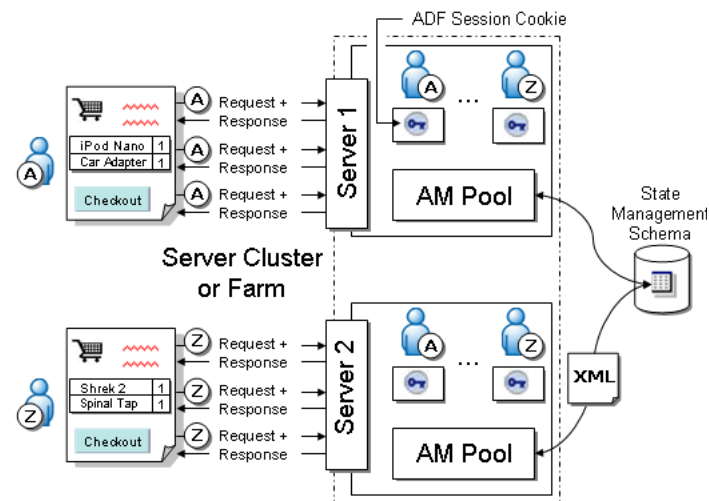 ADF Session Cookie
A
Request +
Response
A
Request +
Response
A
Request +
Response
iPod Nano 1
Car Adapter 1
Checkout
A
Server 1
A
...
Z
AM Pool
State
Management
Schema
Server Cluster
or Farm
Z
Request +
Response
Z
Request +
Response
Z
Request +
Response
Shrek 2 1
Spinal Tap 1
Checkout
Z
Server 2
A
...
Z
AM Pool
XML